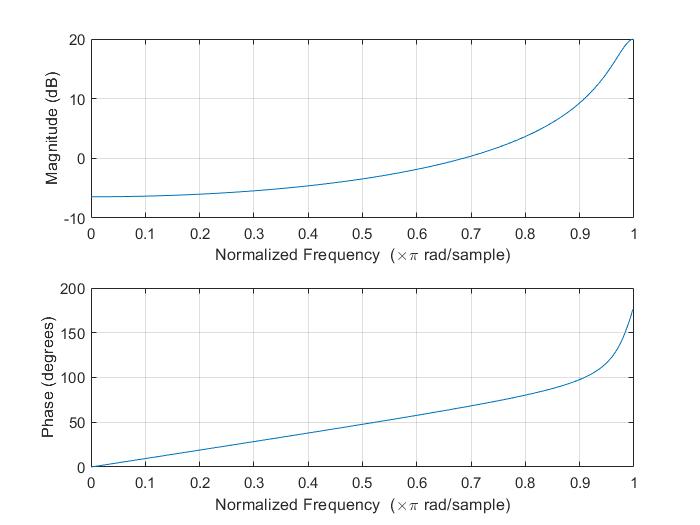 20
10
0
-10
Magnitude (dB)
0 0.1 0.2 0.3 0.4 0.5 0.6 0.7 0.8 0.9 1
Normalized Frequency (×π rad/sample)
200
150
100
50
0
Phase (degrees)
0 0.1 0.2 0.3 0.4 0.5 0.6 0.7 0.8 0.9 1
Normalized Frequency (×π rad/sample)